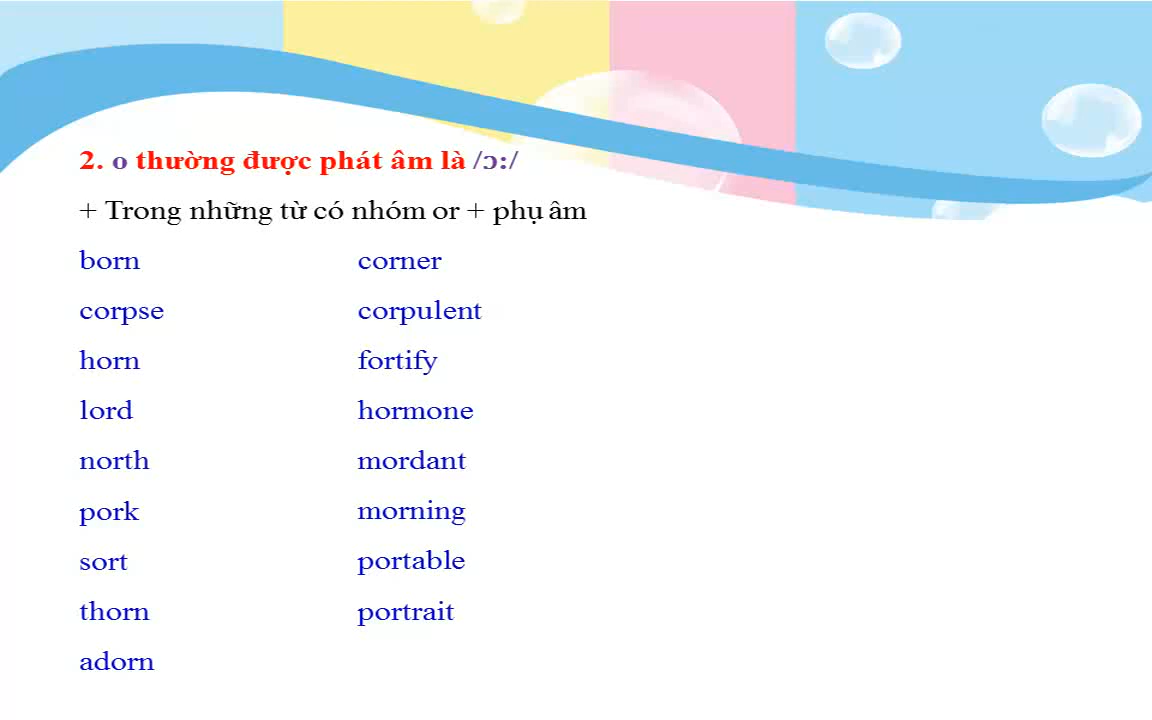 2. o thường được phát âm là /ɔ:/
+ Trong những từ có nhóm or + phụ âm
born corner
corpse corpulent
horn fortify
lord hormone
north mordant
pork morning
sort portable
thorn portrait
adorn